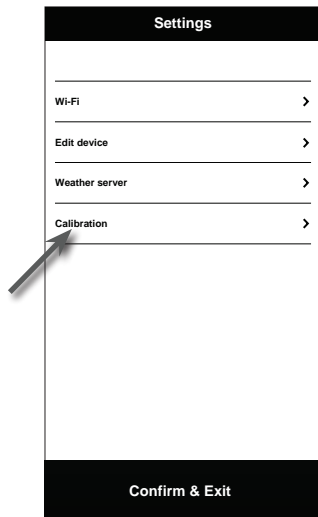 Settings
Wi-Fi
Edit device
Weather server
Calibration
Confirm & Exit